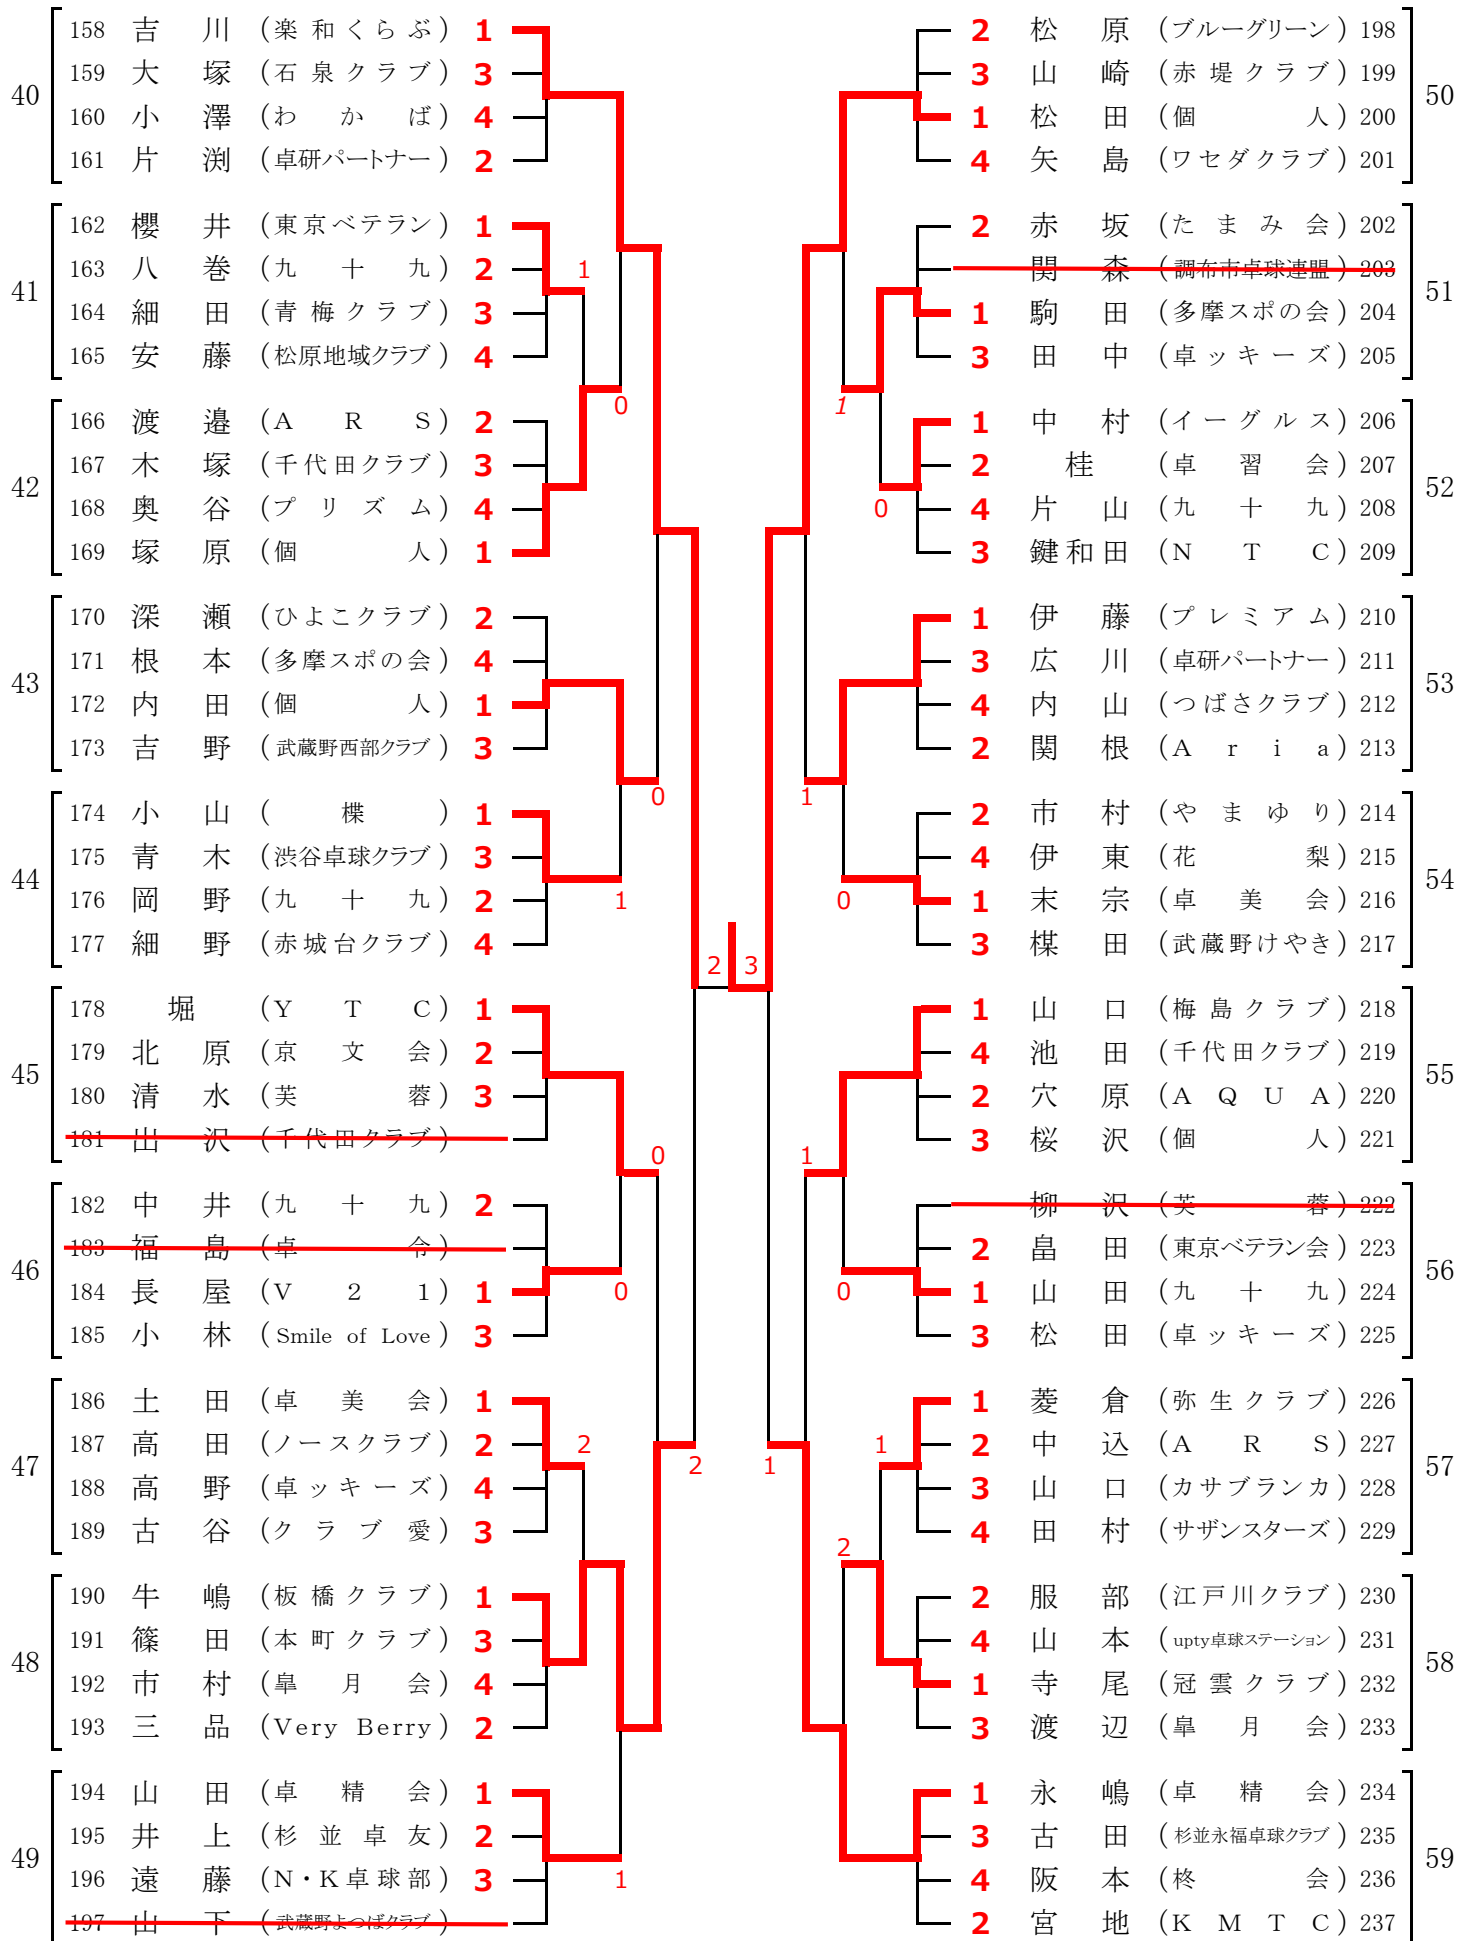 40
158 吉川 (楽和くらぶ) 1
159 大塚 (石泉クラブ) 3
160 小澤 (わかば) 4
161 片渕 (卓研パートナー) 2
41
162 櫻井 (東京ベテラン) 1
163 八巻 (九十九) 2
164 細田 (青梅クラブ) 3
165 安藤 (松原地域クラブ) 4
1
0
42
166 渡邉 (ARS) 2
167 木塚 (千代田クラブ) 3
168 奥谷 (プリズム) 4
169 塚原 (個人) 1
43
170 深瀬 (ひよこクラブ) 2
171 根本 (多摩スポの会) 4
172 内田 (個人) 1
173 吉野 (武蔵野西部クラブ) 3
0
44
174 小山 (楪) 1
175 青木 (渋谷卓球クラブ) 3
176 岡野 (九十九) 2
177 細野 (赤城台クラブ) 4
1
2 3
45
178 堀 (YTC) 1
179 北原 (京文会) 2
180 清水 (芙蓉) 3
181 山沢 (千代田クラブ)
0
46
182 中井 (九十九) 2
183 福島 (卓令)
184 長屋 (V21) 1
185 小林 (Smile of Love) 3
0
47
186 土田 (卓美会) 1
187 高田 (ノースクラブ) 2
188 高野 (卓ッキーズ) 4
189 古谷 (クラブ愛) 3
2
2
48
190 牛嶋 (板橋クラブ) 1
191 篠田 (本町クラブ) 3
192 市村 (皐月会) 4
193 三品 (Very Berry) 2
49
194 山田 (卓精会) 1
195 井上 (杉並卓友) 2
196 遠藤 (N・K卓球部) 3
197 山下 (武蔵野よつばクラブ)
1
50
2 松原 (ブルーグリーン) 198
3 山崎 (赤堤クラブ) 199
1 松田 (個人) 200
4 矢島 (ワセダクラブ) 201
51
2 赤坂 (たまみ会) 202
関森 (調布市卓球連盟) 203
1 駒田 (多摩スポの会) 204
3 田中 (卓ッキーズ) 205
1
52
1 中村 (イーグルス) 206
2 桂 (卓習会) 207
4 片山 (九十九) 208
3 鍵和田 (NTC) 209
0
53
1 伊藤 (プレミアム) 210
3 広川 (卓研パートナー) 211
4 内山 (つばさクラブ) 212
2 関根 (Aria) 213
1
54
2 市村 (やまゆり) 214
4 伊東 (花梨) 215
1 末宗 (卓美会) 216
3 楳田 (武蔵野けやき) 217
0
55
1 山口 (梅島クラブ) 218
4 池田 (千代田クラブ) 219
2 穴原 (AQUA) 220
3 桜沢 (個人) 221
1
56
柳沢 (芙蓉) 222
2 畠田 (東京ベテラン会) 223
1 山田 (九十九) 224
3 松田 (卓ッキーズ) 225
0
57
1 菱倉 (弥生クラブ) 226
2 中込 (ARS) 227
3 山口 (カサブランカ) 228
4 田村 (サザンスターズ) 229
1
1
2
58
2 服部 (江戸川クラブ) 230
4 山本 (upty卓球ステーション) 231
1 寺尾 (冠雲クラブ) 232
3 渡辺 (皐月会) 233
59
1 永嶋 (卓精会) 234
3 古田 (杉並永福卓球クラブ) 235
4 阪本 (柊会) 236
2 宮地 (KMTC) 237